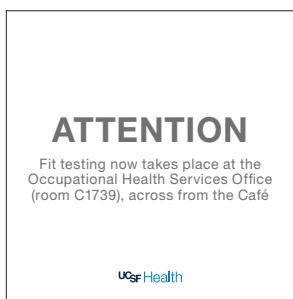 ATTENTION
Fit testing now takes place at the
Occupational Health Services Office
(room C1739), across from the Café
UCSF Health